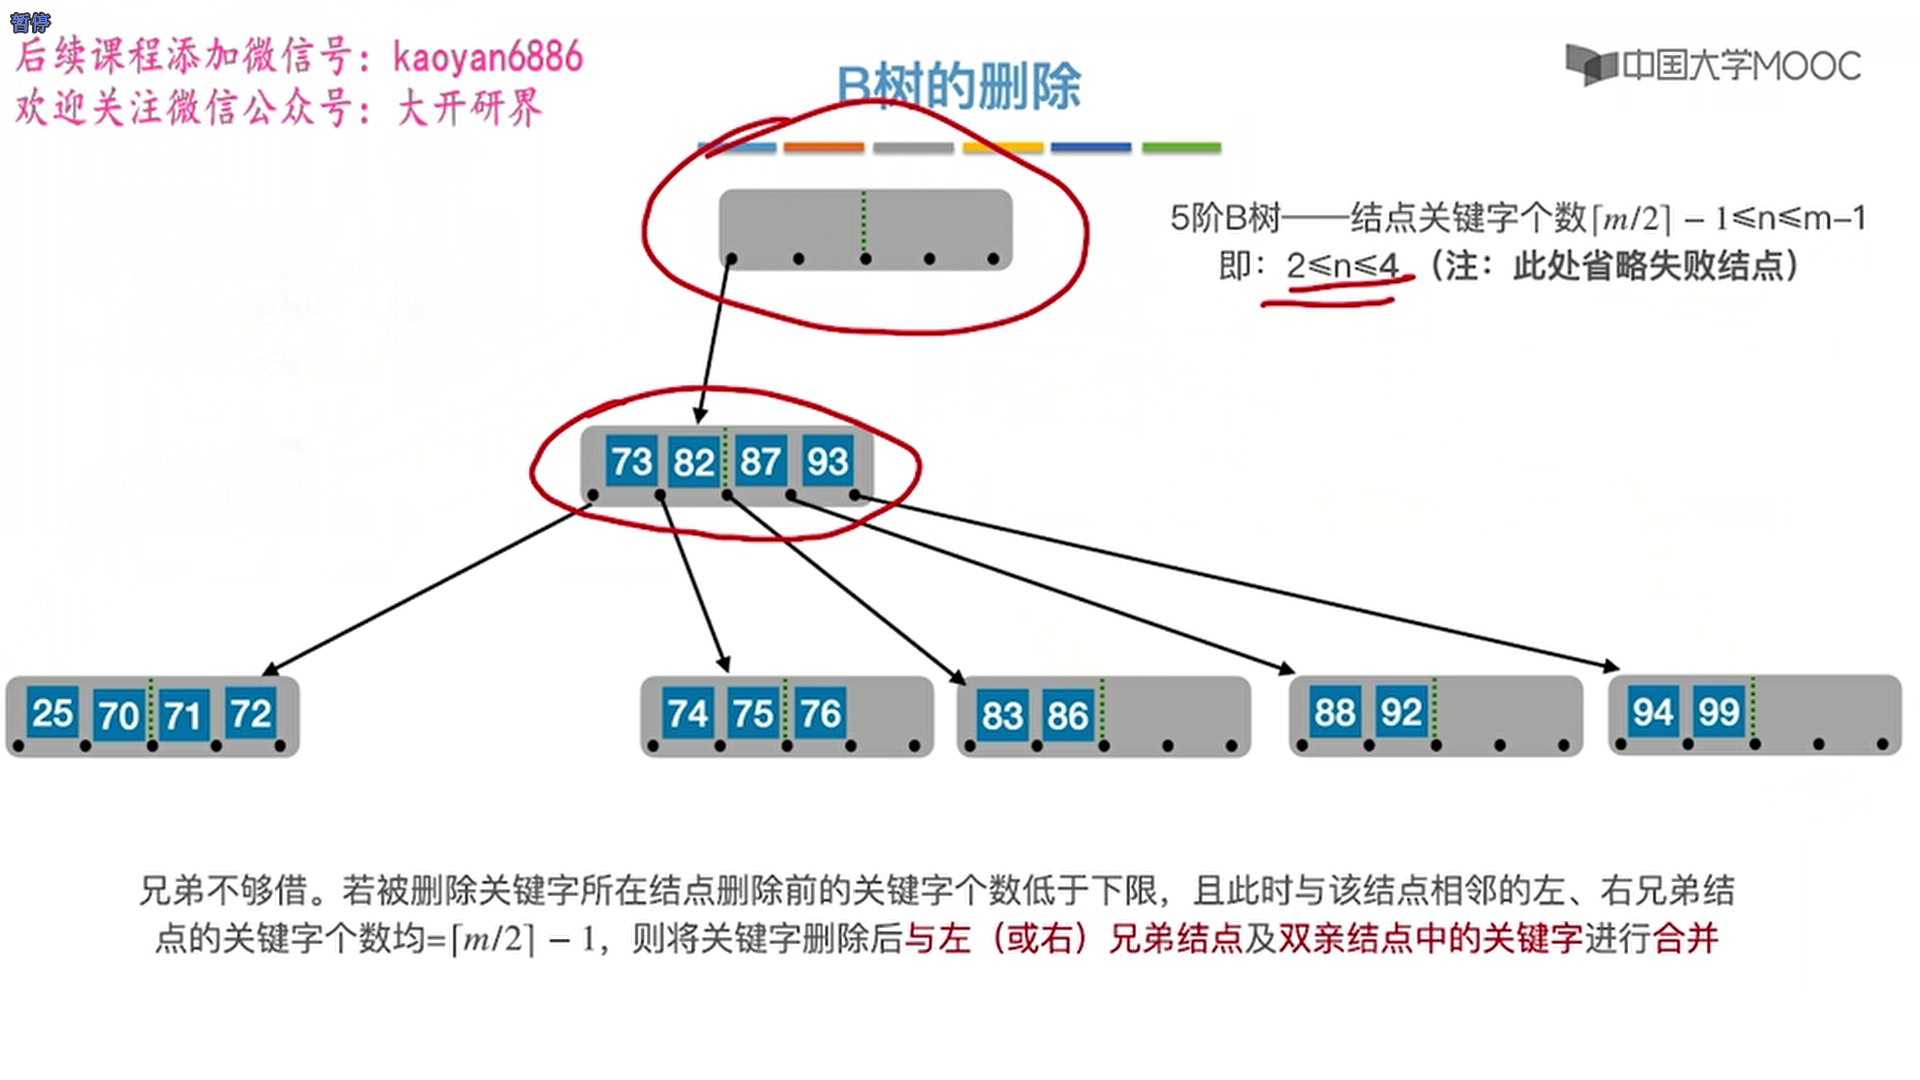 暂停
后续课程添加微信号：kaoyan6886
欢迎关注微信公众号：大开研界
中国大学MOOC
B树的删除
5阶B树——结点关键字个数⌈m/2⌉ − 1≤n≤m–1
即：2≤n≤4（注：此处省略失败结点）
73 82 87 93
25 70 71 72
74 75 76
83 86
88 92
94 99
兄弟不够借。若被删除关键字所在结点删除前的关键字个数低于下限，且此时与该结点相邻的左、右兄弟结
点的关键字个数均=⌈m/2⌉ − 1，则将关键字删除后与左（或右）兄弟结点及双亲结点中的关键字进行合并